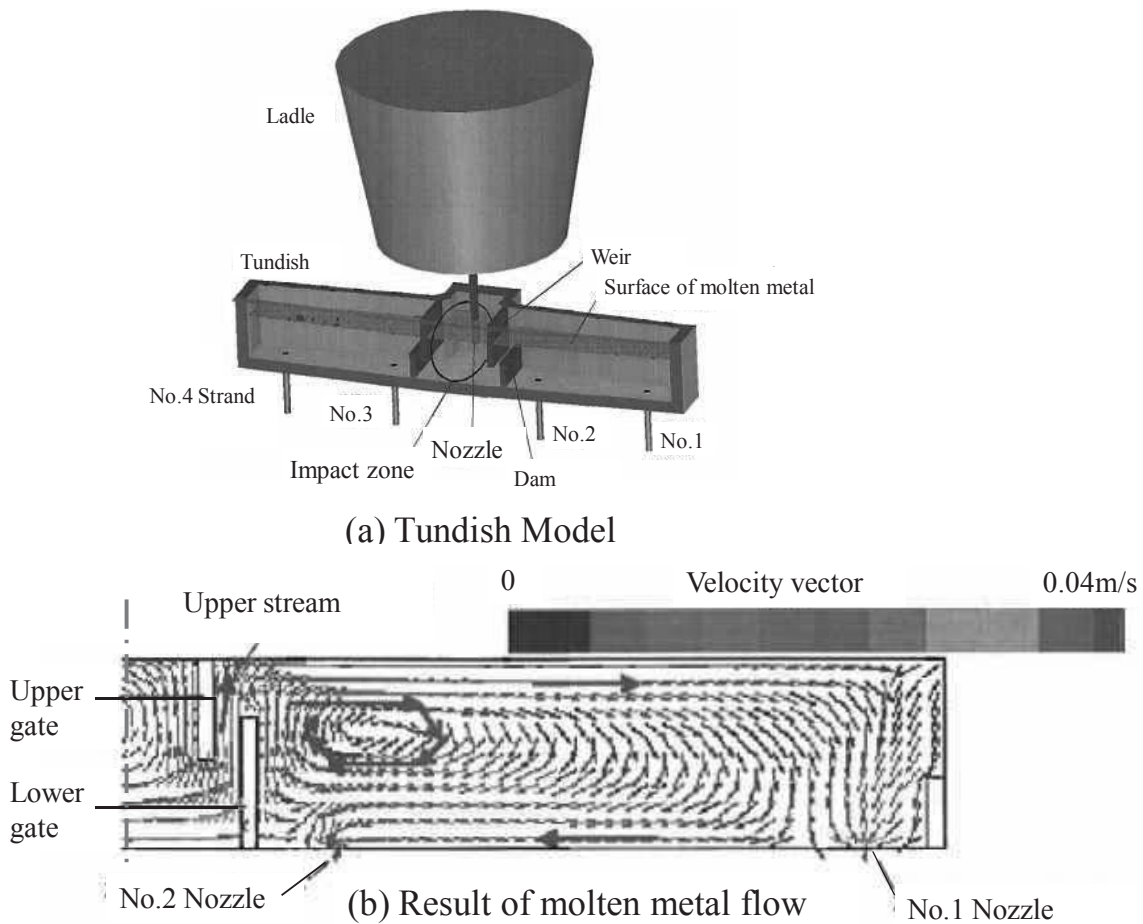 Ladle
Tundish
Weir
Surface of molten metal
No.4 Strand
No.3
Nozzle
No.2
No.1
Impact zone
Dam
(a) Tundish Model
0
Velocity vector
0.04m/s
Upper stream
Upper
gate
Lower
gate
No.2 Nozzle
(b) Result of molten metal flow
No.1 Nozzle